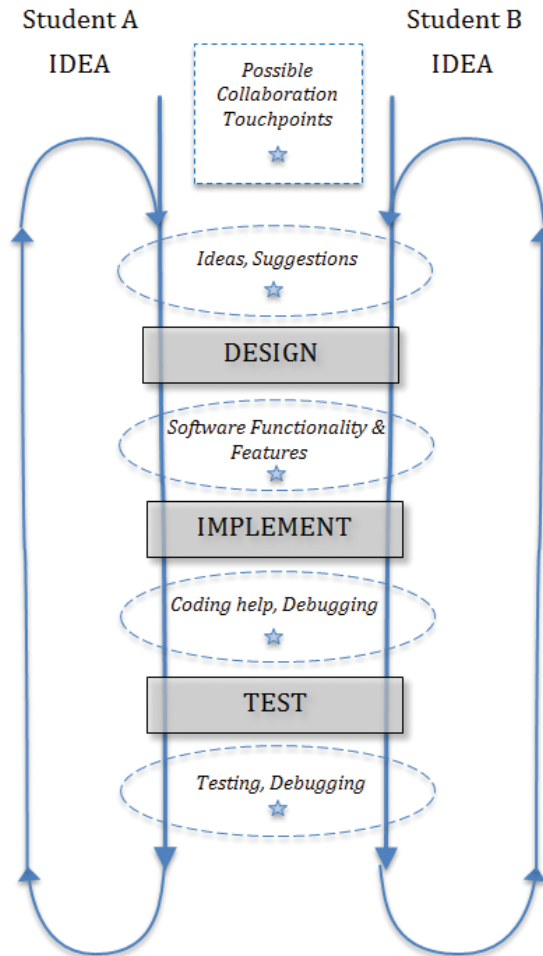 Student A
Student B
IDEA
IDEA
Possible
Collaboration
Touchpoints
Ideas, Suggestions
DESIGN
Software Functionality &
Features
IMPLEMENT
Coding help, Debugging
TEST
Testing, Debugging